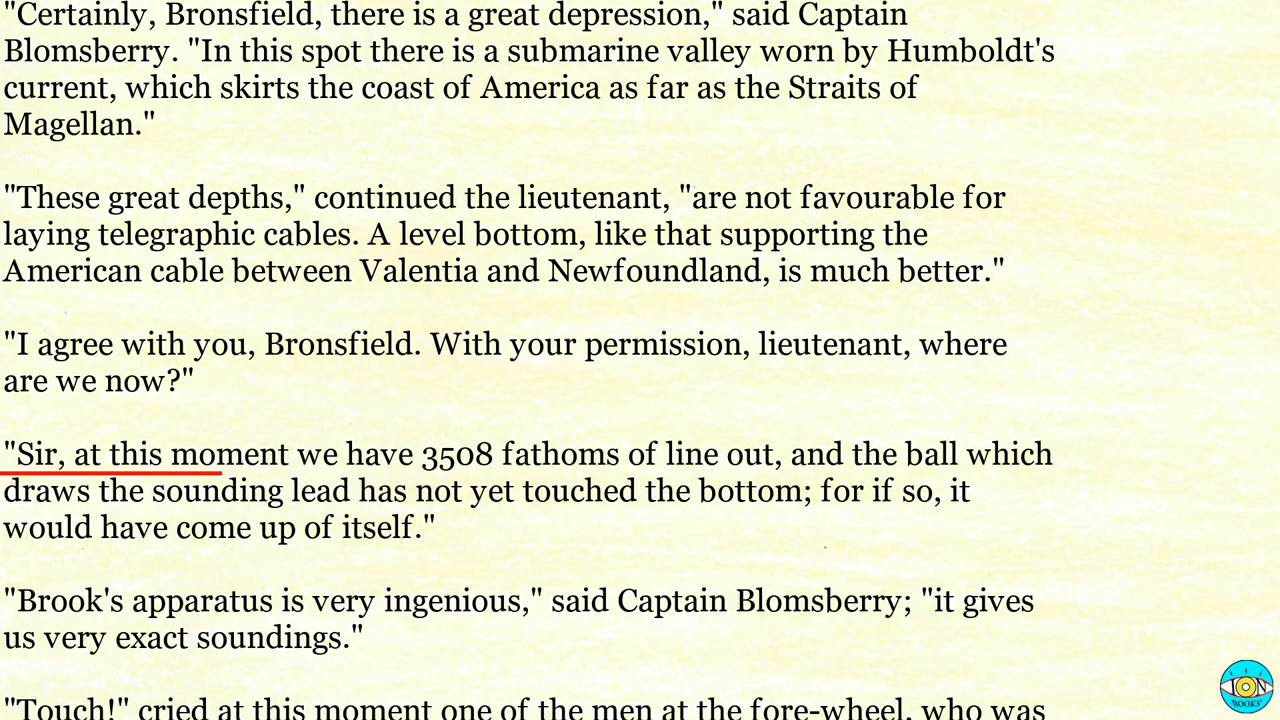 "Certainly, Bronsfield, there is a great depression," said Captain
Blomsberry. "In this spot there is a submarine valley worn by Humboldt's
current, which skirts the coast of America as far as the Straits of
Magellan."
"These great depths," continued the lieutenant, "are not favourable for
laying telegraphic cables. A level bottom, like that supporting the
American cable between Valentia and Newfoundland, is much better."
"I agree with you, Bronsfield. With your permission, lieutenant, where
are we now?"
"Sir, at this moment we have 3508 fathoms of line out, and the ball which
draws the sounding lead has not yet touched the bottom; for if so, it
would have come up of itself."
"Brook's apparatus is very ingenious," said Captain Blomsberry; "it gives
us very exact soundings."
"Touch!" cried at this moment one of the men at the fore-wheel, who was
ION
BOOKS